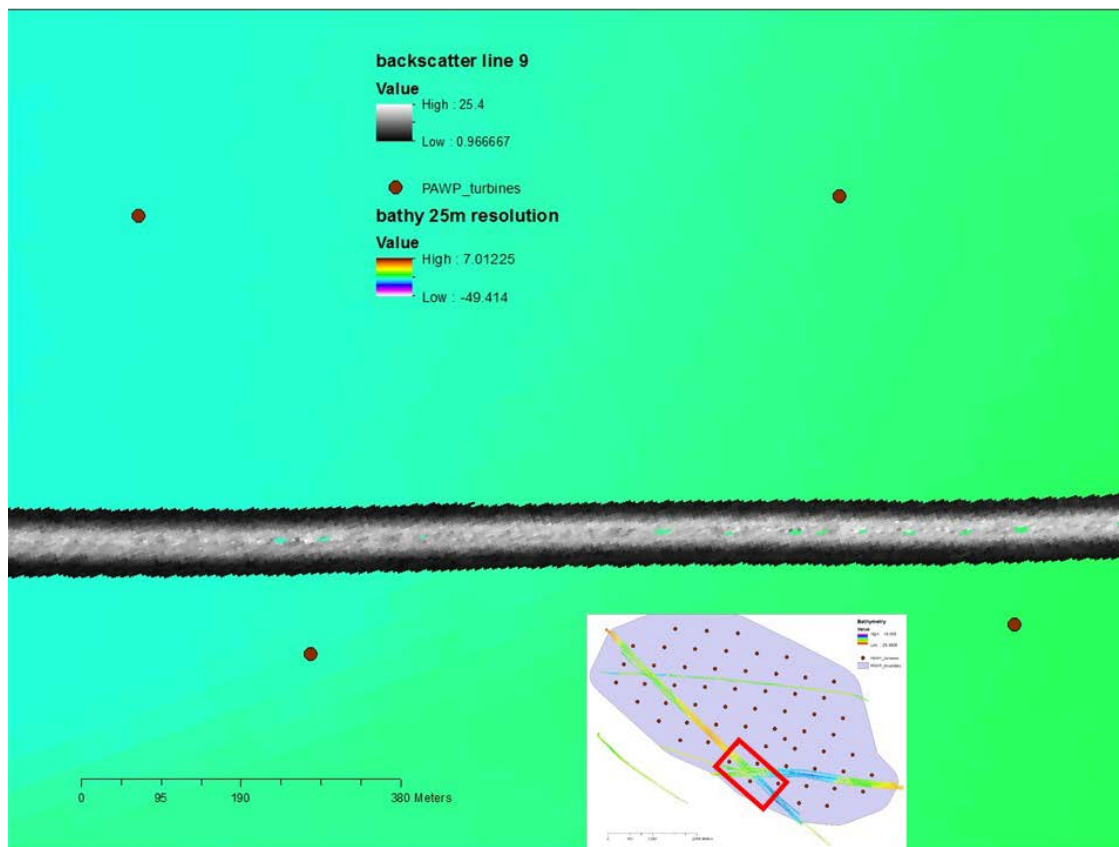 backscatter line 9
Value
High : 25.4
Low : 0.966667
PAWP_turbines
bathy 25m resolution
Value
High : 7.01225
Low : -49.414
0 95 190 380 Meters
Bathymetry
Value
PAWP_turbines